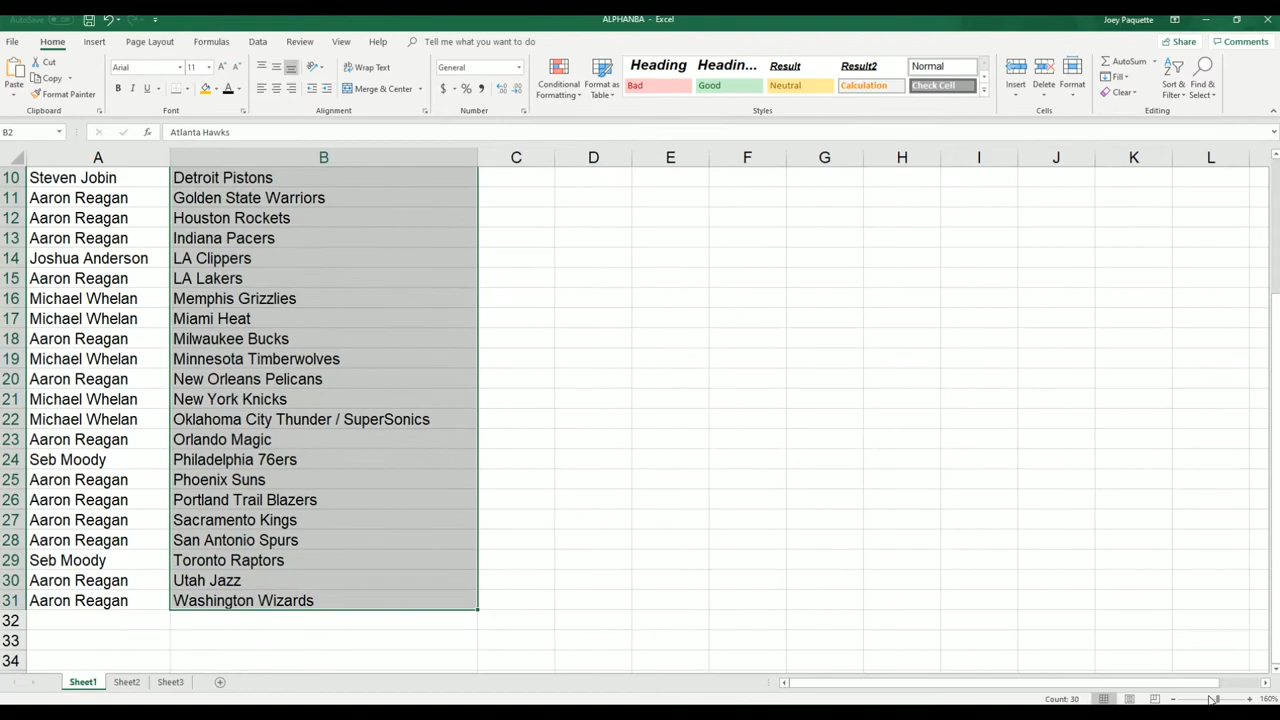 AutoSave
ALPHANBA - Excel
Joey Paquette
File Home Insert Page Layout Formulas Data Review View Help Tell me what you want to do
Share Comments
Paste
Cut
Copy
Format Painter
Clipboard
Arial 11
B I U
Font
Wrap Text
Merge & Center
Alignment
General
$ % ,
Number
Conditional Formatting
Format as Table
Heading Headin... Result Result2 Normal
Bad Good Neutral Calculation Check Cell
Styles
Insert Delete Format
Cells
AutoSum
Fill
Clear
Sort & Filter
Find & Select
Editing
B2 fx Atlanta Hawks
A B C D E F G H I J K L
10 Steven Jobin Detroit Pistons
11 Aaron Reagan Golden State Warriors
12 Aaron Reagan Houston Rockets
13 Aaron Reagan Indiana Pacers
14 Joshua Anderson LA Clippers
15 Aaron Reagan LA Lakers
16 Michael Whelan Memphis Grizzlies
17 Michael Whelan Miami Heat
18 Aaron Reagan Milwaukee Bucks
19 Michael Whelan Minnesota Timberwolves
20 Aaron Reagan New Orleans Pelicans
21 Michael Whelan New York Knicks
22 Michael Whelan Oklahoma City Thunder / SuperSonics
23 Aaron Reagan Orlando Magic
24 Seb Moody Philadelphia 76ers
25 Aaron Reagan Phoenix Suns
26 Aaron Reagan Portland Trail Blazers
27 Aaron Reagan Sacramento Kings
28 Aaron Reagan San Antonio Spurs
29 Seb Moody Toronto Raptors
30 Aaron Reagan Utah Jazz
31 Aaron Reagan Washington Wizards
32
33
34
Sheet1 Sheet2 Sheet3
Count: 30 160%